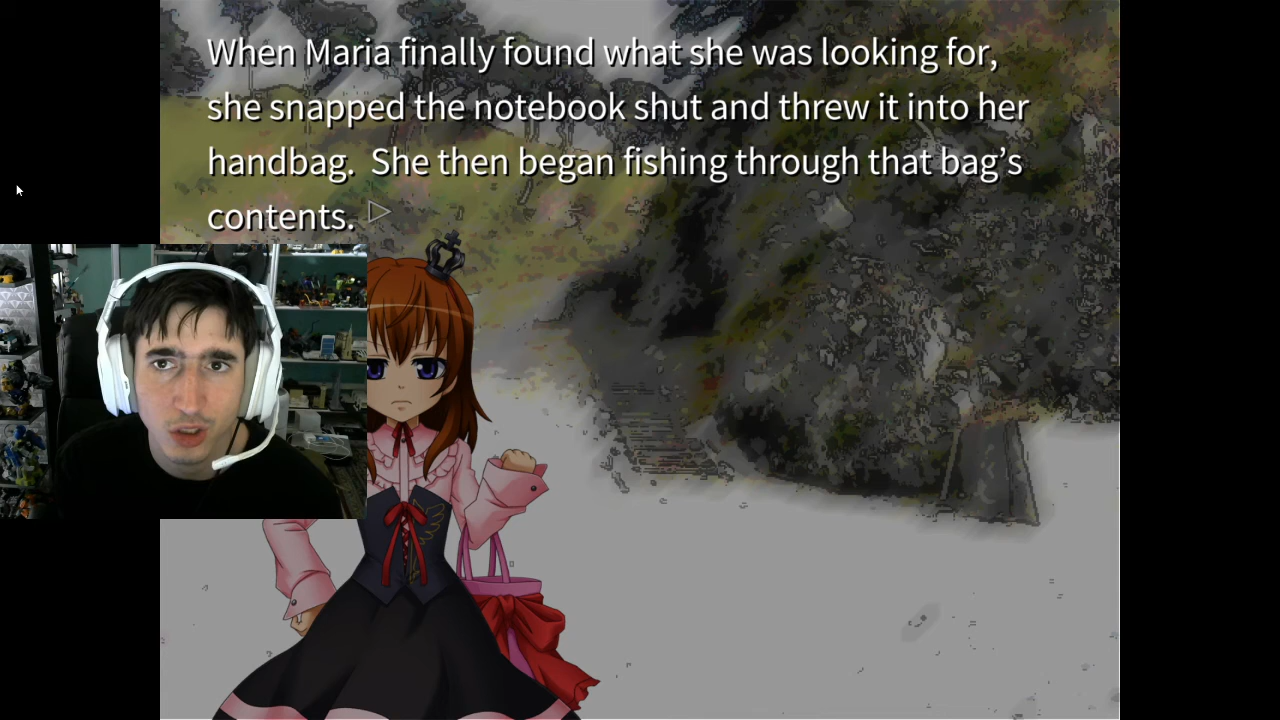 When Maria finally found what she was looking for,
she snapped the notebook shut and threw it into her
handbag.  She then began fishing through that bag’s
contents.